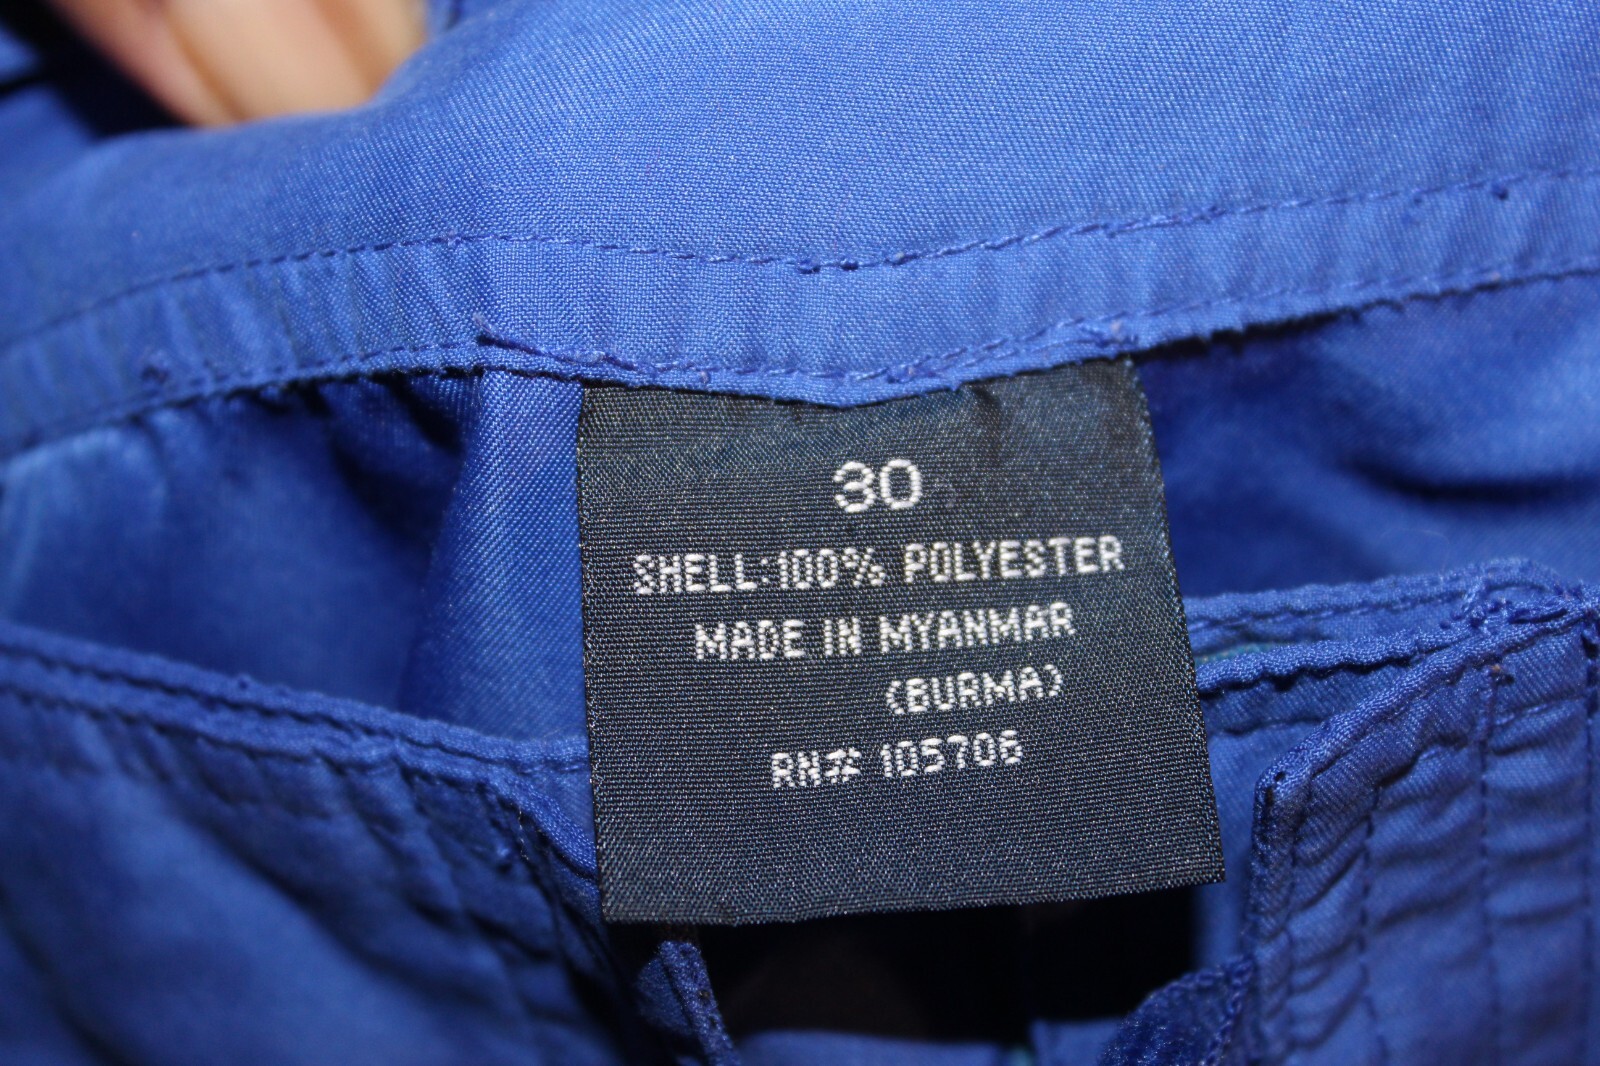 30
SHELL:100% POLYESTER
MADE IN MYANMAR
(BURMA)
RN# 105706